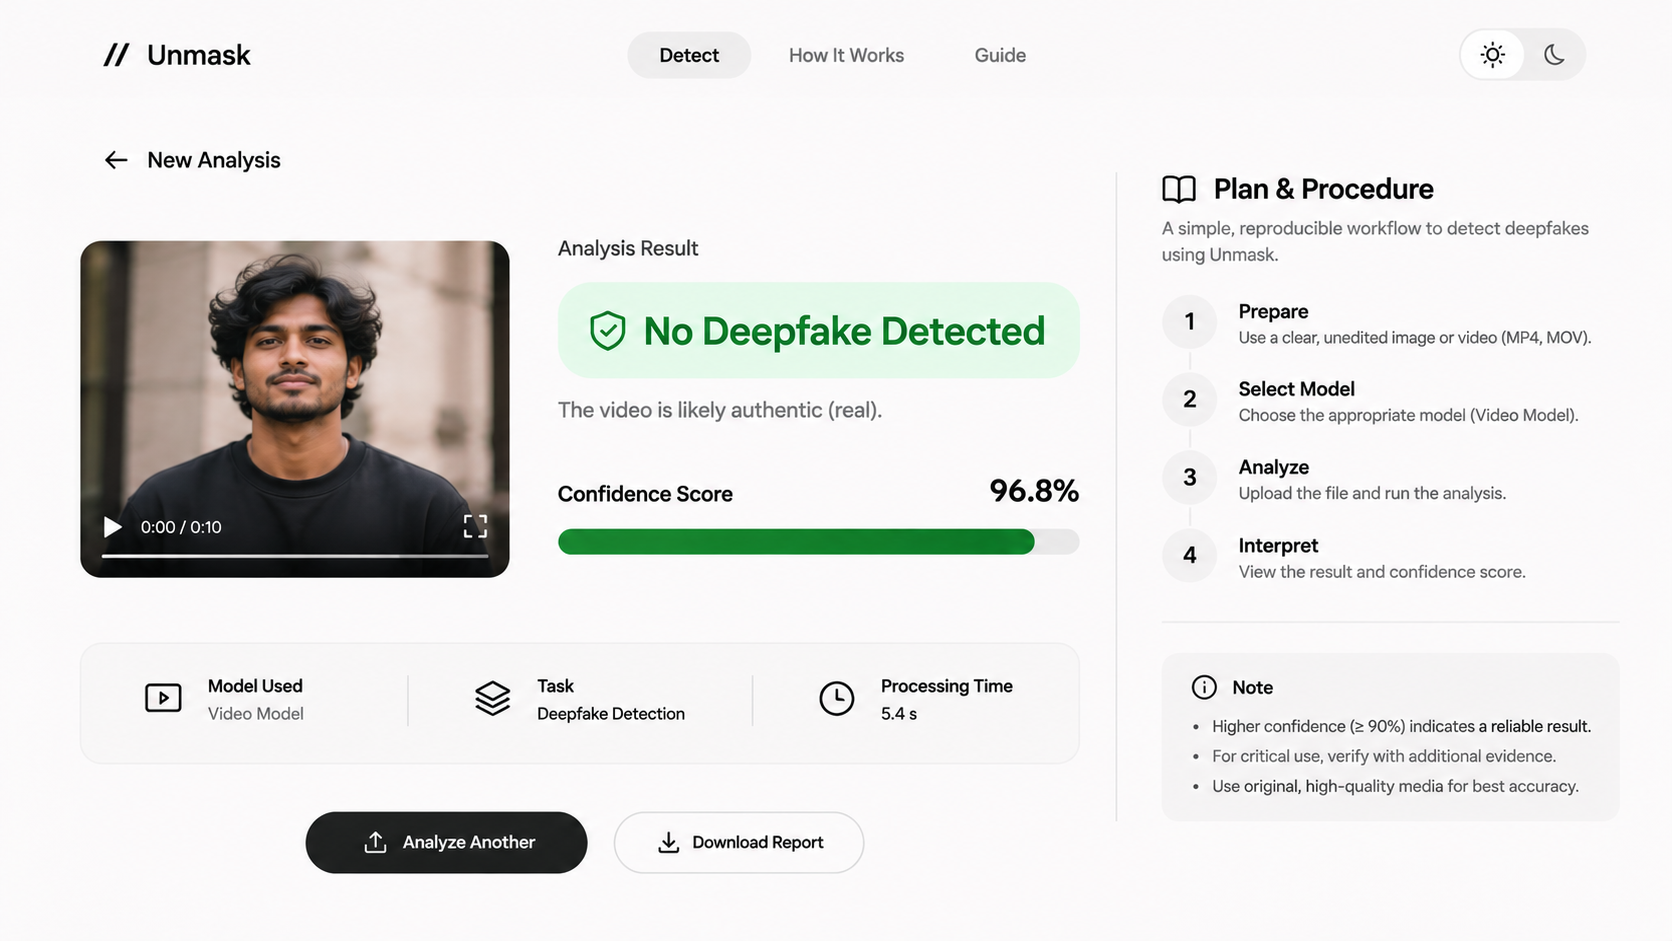 Unmask
Detect
How It Works
Guide
New Analysis
0:00 / 0:10
Analysis Result
No Deepfake Detected
The video is likely authentic (real).
Confidence Score
96.8%
Model Used
Video Model
Task
Deepfake Detection
Processing Time
5.4 s
Analyze Another
Download Report
Plan & Procedure
A simple, reproducible workflow to detect deepfakes
using Unmask.
1
Prepare
Use a clear, unedited image or video (MP4, MOV).
2
Select Model
Choose the appropriate model (Video Model).
3
Analyze
Upload the file and run the analysis.
4
Interpret
View the result and confidence score.
Note
• Higher confidence (≥ 90%) indicates a reliable result.
• For critical use, verify with additional evidence.
• Use original, high-quality media for best accuracy.